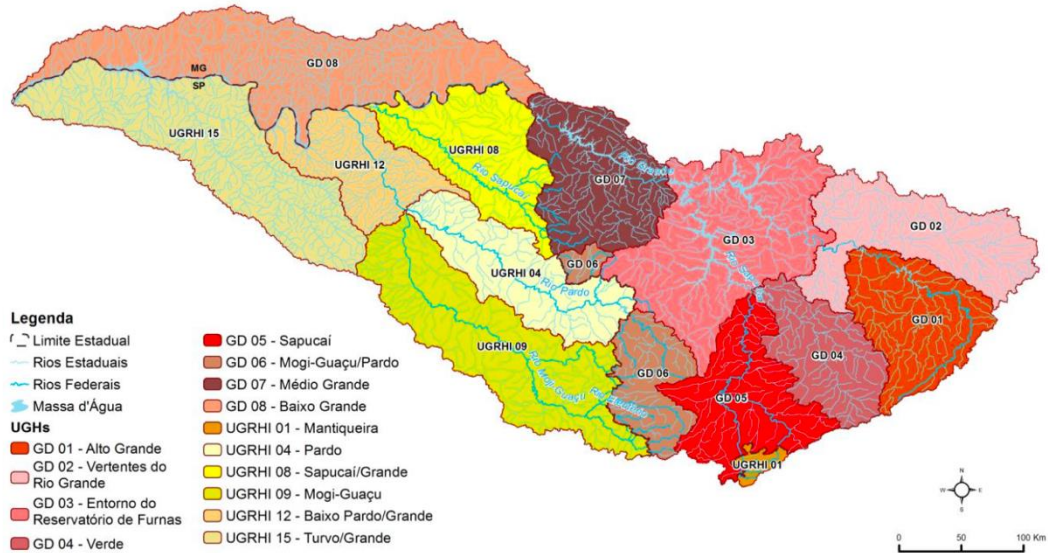 GD 08
MG
SP
UGRHI 15
UGRHI 12
UGRHI 08
Rio Sapucaí
Rio Grande
GD 07
GD 02
GD 03
GD 06
UGRHI 04
Rio Sapucaí
Rio Pardo
GD 01
UGRHI 09
GD 04
GD 06
Rio Mogi-Guaçu
GD 05
UGRHI 01
Legenda
Limite Estadual
Rios Estaduais
Rios Federais
Massa d'Água
UGHs
GD 01 - Alto Grande
GD 02 - Vertentes do
Rio Grande
GD 03 - Entorno do
Reservatório de Furnas
GD 04 - Verde
GD 05 - Sapucaí
GD 06 - Mogi-Guaçu/Pardo
GD 07 - Médio Grande
GD 08 - Baixo Grande
UGRHI 01 - Mantiqueira
UGRHI 04 - Pardo
UGRHI 08 - Sapucaí/Grande
UGRHI 09 - Mogi-Guaçu
UGRHI 12 - Baixo Pardo/Grande
UGRHI 15 - Turvo/Grande
N
W E
S
0 50 100 Km